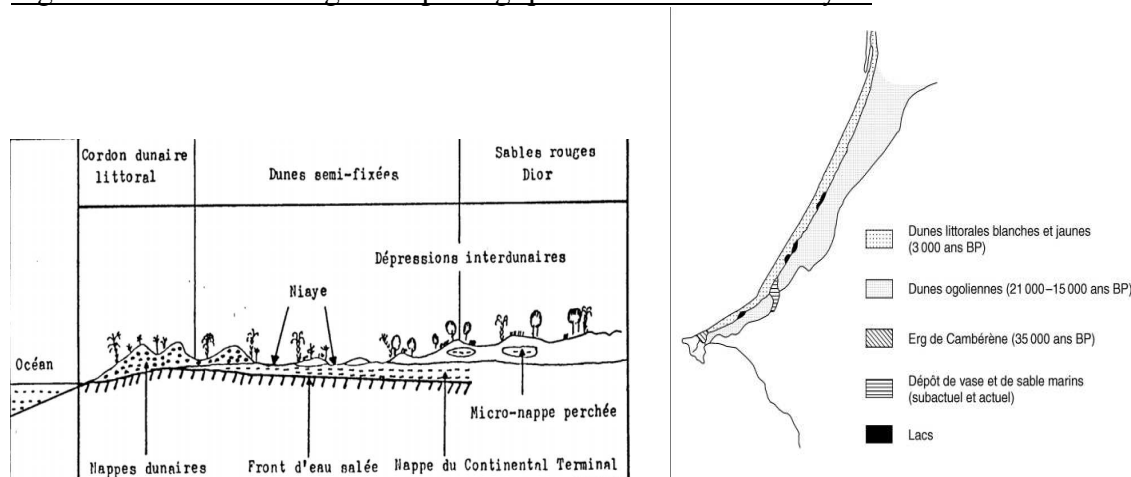 Cordon dunaire
littoral
Dunes semi-fixées
Sables rouges
Dior
Dépressions interdunaires
Niaye
Océan
Micro-nappe perchée
Nappes dunaires
Front d'eau salée
Nappe du Continental Terminal
Dunes littorales blanches et jaunes
(3 000 ans BP)
Dunes ogoliennes (21 000–15 000 ans BP)
Erg de Cambérène (35 000 ans BP)
Dépôt de vase et de sable marins
(subactuel et actuel)
Lacs